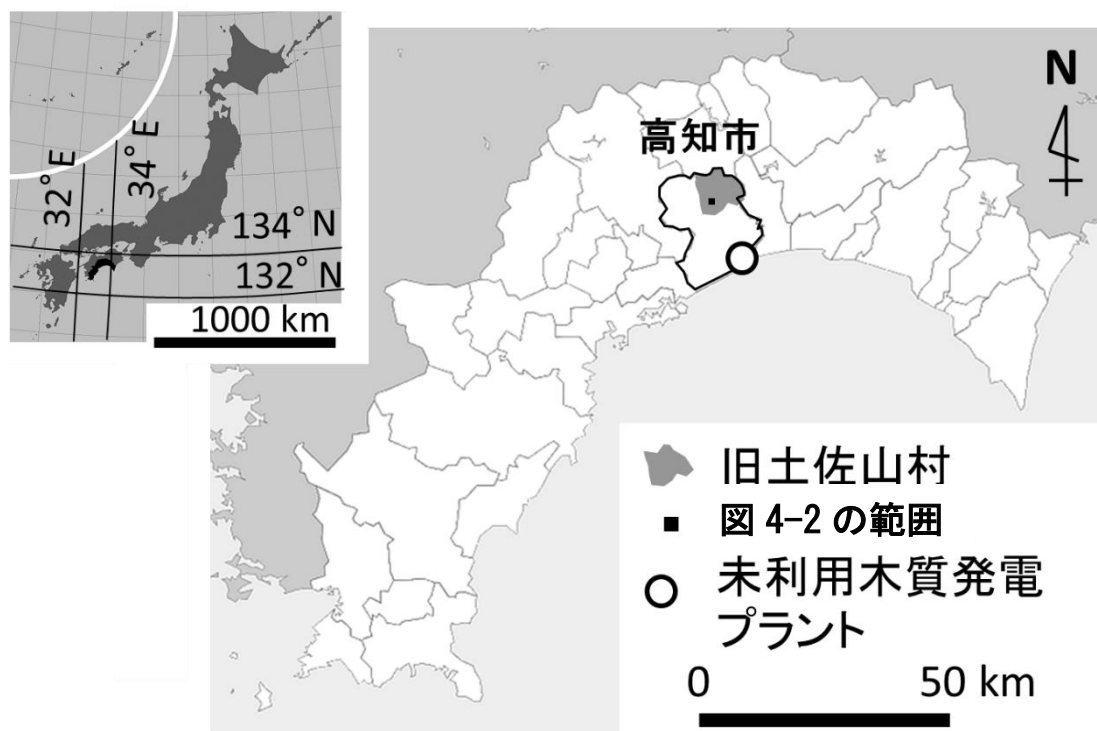 32°E
34°E
134°N
132°N
1000 km
N
高知市
旧土佐山村
図 4-2 の範囲
未利用木質発電
プラント
0 50 km